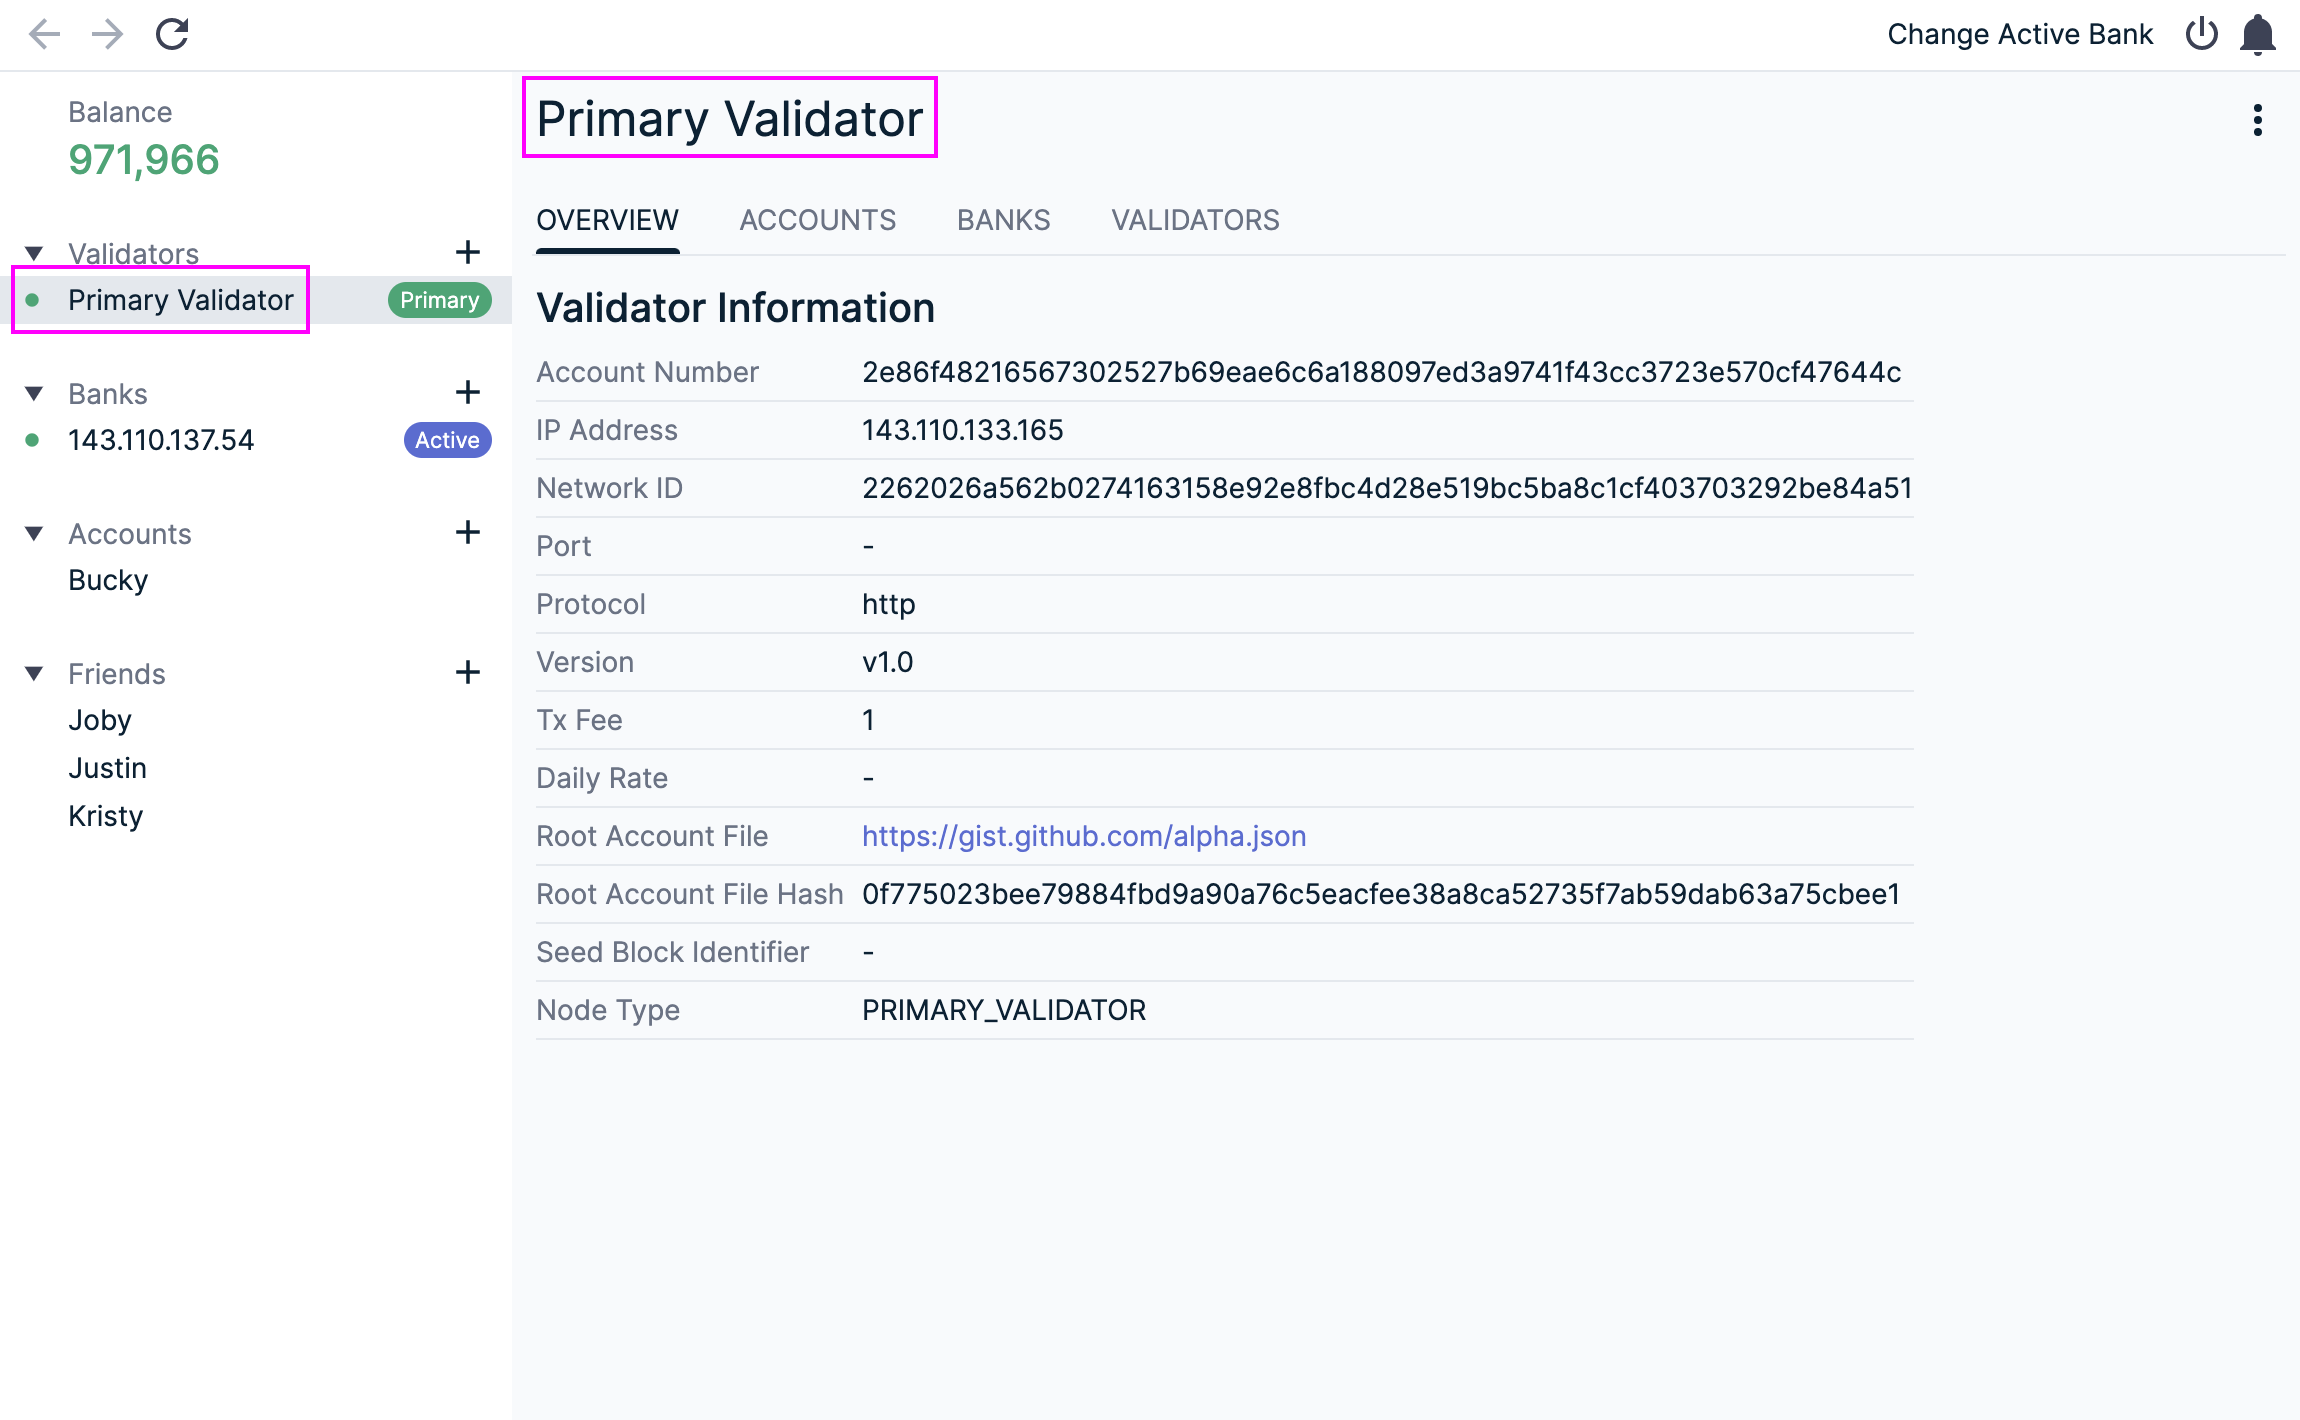 Change Active Bank
Balance
971,966
Validators
Primary Validator Primary
Banks
143.110.137.54 Active
Accounts
Bucky
Friends
Joby
Justin
Kristy
Primary Validator
OVERVIEW ACCOUNTS BANKS VALIDATORS
Validator Information
Account Number 2e86f48216567302527b69eae6c6a188097ed3a9741f43cc3723e570cf47644c
IP Address 143.110.133.165
Network ID 2262026a562b0274163158e92e8fbc4d28e519bc5ba8c1cf403703292be84a51
Port -
Protocol http
Version v1.0
Tx Fee 1
Daily Rate -
Root Account File https://gist.github.com/alpha.json
Root Account File Hash 0f775023bee79884fbd9a90a76c5eacfee38a8ca52735f7ab59dab63a75cbee1
Seed Block Identifier -
Node Type PRIMARY_VALIDATOR